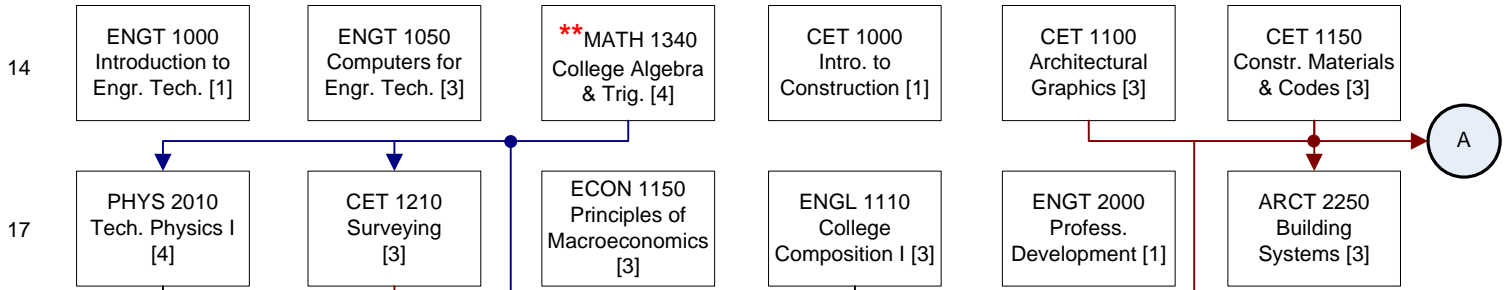 14
ENGT 1000
Introduction to
Engr. Tech. [1]
ENGT 1050
Computers for
Engr. Tech. [3]
**MATH 1340
College Algebra
& Trig. [4]
CET 1000
Intro. to
Construction [1]
CET 1100
Architectural
Graphics [3]
CET 1150
Constr. Materials
& Codes [3]
A
17
PHYS 2010
Tech. Physics I
[4]
CET 1210
Surveying
[3]
ECON 1150
Principles of
Macroeconomics
[3]
ENGL 1110
College
Composition I [3]
ENGT 2000
Profess.
Development [1]
ARCT 2250
Building
Systems [3]